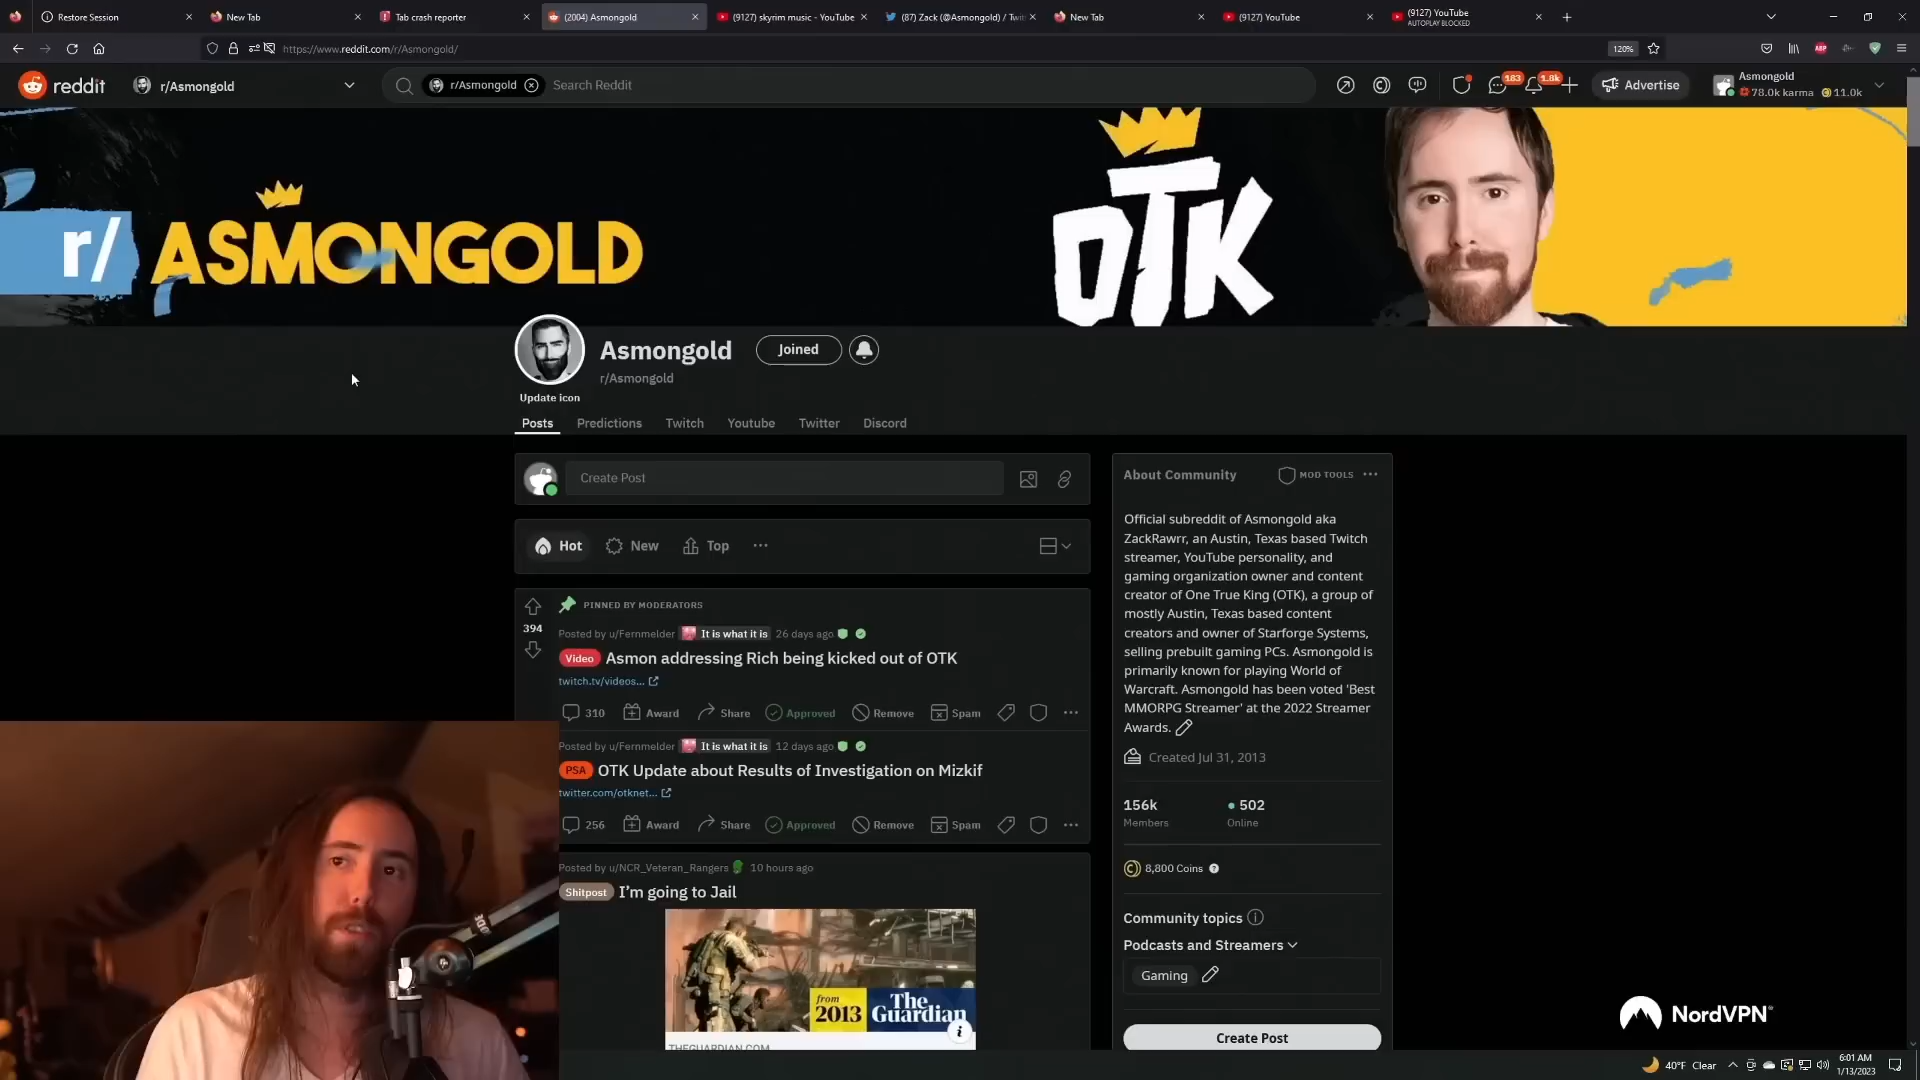 Restore Session
New Tab
Tab crash reporter
(2004) Asmongold
(9127) skyrim music - YouTube
(87) Zack (@Asmongold) / Twit
New Tab
(9127) YouTube
(9127) YouTube
AUTOPLAY BLOCKED
https://www.reddit.com/r/Asmongold/
120%
ABP
reddit
r/Asmongold
r/Asmongold
Search Reddit
183
1.8k
Advertise
Asmongold
78.0k karma
11.0k
r/ ASMONGOLD
OTK
Asmongold
Joined
r/Asmongold
Update icon
Posts
Predictions
Twitch
Youtube
Twitter
Discord
Create Post
Hot
New
Top
PINNED BY MODERATORS
394
Posted by u/Fernmelder It is what it is 26 days ago
Video Asmon addressing Rich being kicked out of OTK
twitch.tv/videos...
310 Award Share Approved Remove Spam
Posted by u/Fernmelder It is what it is 12 days ago
PSA OTK Update about Results of Investigation on Mizkif
twitter.com/otknet...
256 Award Share Approved Remove Spam
Posted by u/NCR_Veteran_Rangers 10 hours ago
Shitpost I'm going to Jail
from
2013
The
Guardian
THEGUARDIAN.COM
About Community
MOD TOOLS
Official subreddit of Asmongold aka
ZackRawrr, an Austin, Texas based Twitch
streamer, YouTube personality, and
gaming organization owner and content
creator of One True King (OTK), a group of
mostly Austin, Texas based content
creators and owner of Starforge Systems,
selling prebuilt gaming PCs. Asmongold is
primarily known for playing World of
Warcraft. Asmongold has been voted 'Best
MMORPG Streamer' at the 2022 Streamer
Awards.
Created Jul 31, 2013
156k
Members
502
Online
8,800 Coins
Community topics
Podcasts and Streamers
Gaming
Create Post
NordVPN
40°F Clear
6:01 AM
1/13/2023